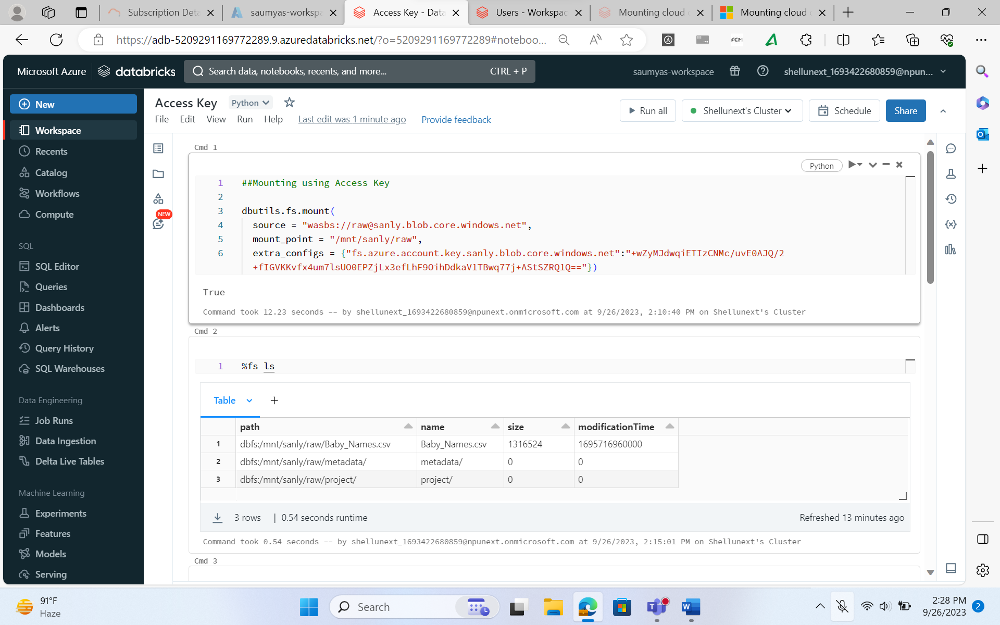 Subscription Deta
saumyas-workspa
Access Key - Data
Users - Workspac
Mounting cloud
Mounting cloud
https://adb-5209291169772289.9.azuredatabricks.net/?o=5209291169772289#noteboo...
Microsoft Azure
databricks
Search data, notebooks, recents, and more...
CTRL + P
saumyas-workspace
shellunext_1693422680859@npun...
New
Workspace
Recents
Catalog
Workflows
Compute
SQL
SQL Editor
Queries
Dashboards
Alerts
Query History
SQL Warehouses
Data Engineering
Job Runs
Data Ingestion
Delta Live Tables
Machine Learning
Experiments
Features
Models
Serving
Access Key
Python
File Edit View Run Help Last edit was 1 minute ago Provide feedback
Run all
Shellunext's Cluster
Schedule
Share
NEW
Cmd 1
Python
1 ##Mounting using Access Key
2
3 dbutils.fs.mount(
4 source = "wasbs://raw@sanly.blob.core.windows.net",
5 mount_point = "/mnt/sanly/raw",
6 extra_configs = {"fs.azure.account.key.sanly.blob.core.windows.net":"+wZyMJdwqiETIzCNMc/uvE0AJQ/2
+fIGVKKvfx4um7lsUO0EPZjLx3efLhF9OihDdkaV1TBwq77j+AStSZRQ1Q=="})
True
Command took 12.23 seconds -- by shellunext_1693422680859@npunext.onmicrosoft.com at 9/26/2023, 2:10:40 PM on Shellunext's Cluster
Cmd 2
1 %fs ls
Table
path name size modificationTime
1 dbfs:/mnt/sanly/raw/Baby_Names.csv Baby_Names.csv 1316524 1695716960000
2 dbfs:/mnt/sanly/raw/metadata/ metadata/ 0 0
3 dbfs:/mnt/sanly/raw/project/ project/ 0 0
3 rows | 0.54 seconds runtime
Refreshed 13 minutes ago
Command took 0.54 seconds -- by shellunext_1693422680859@npunext.onmicrosoft.com at 9/26/2023, 2:15:01 PM on Shellunext's Cluster
Cmd 3
91°F
Haze
Search
2:28 PM
9/26/2023
2